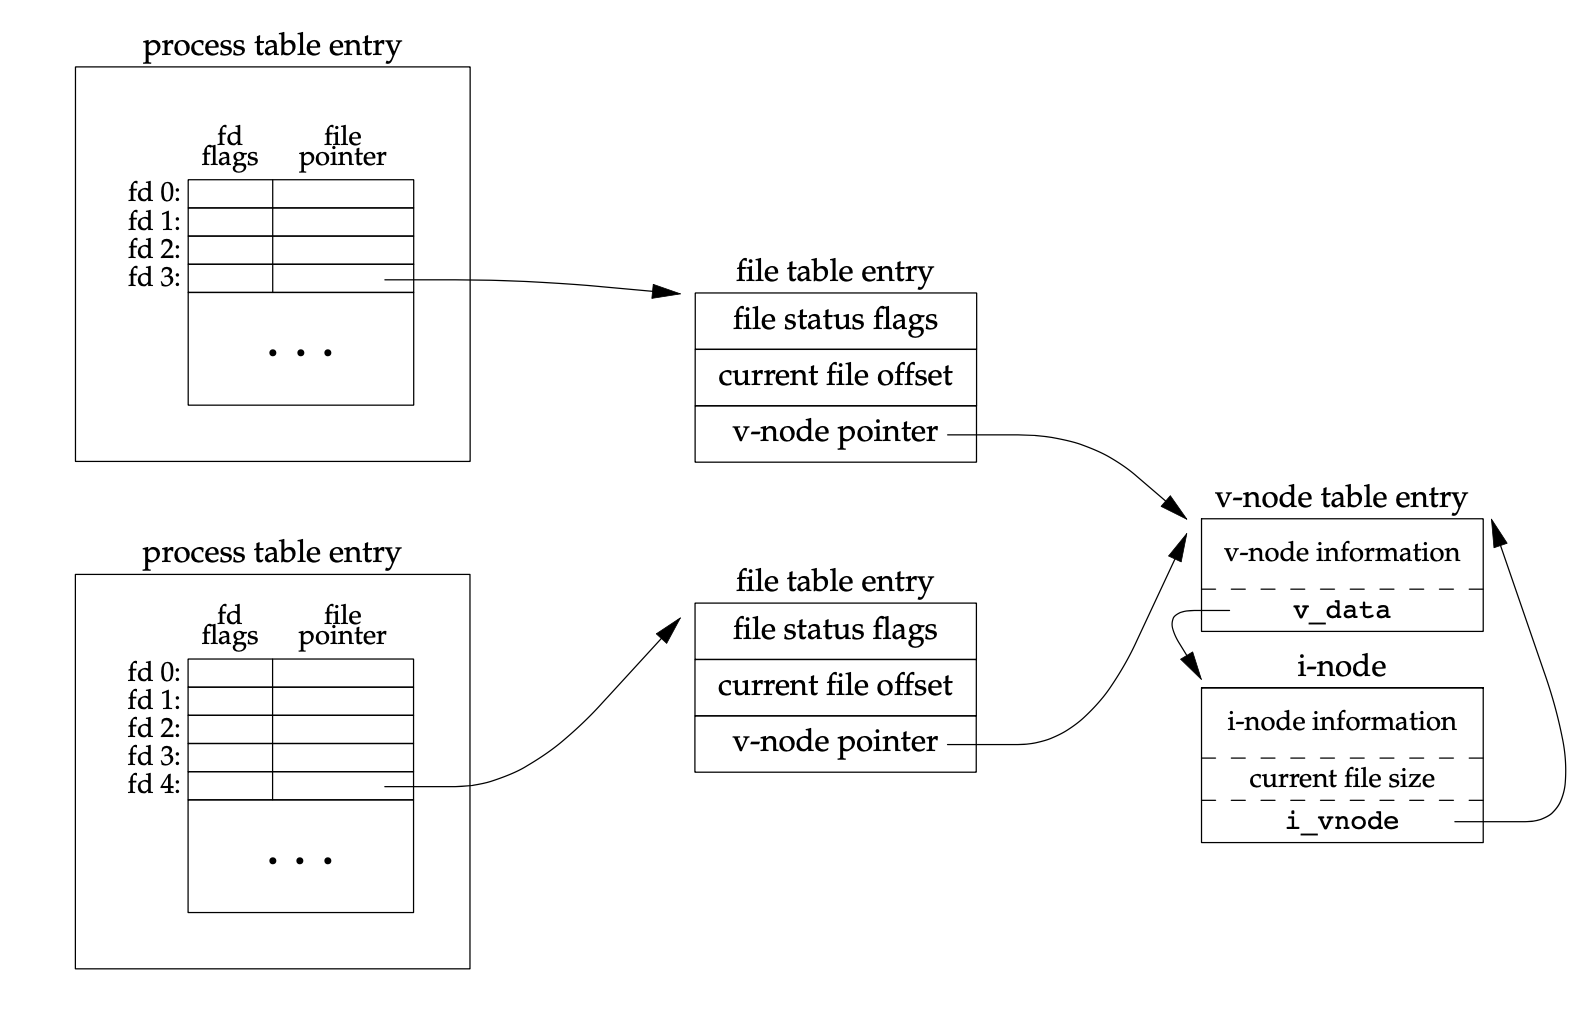 process table entry
fd
flags
file
pointer
fd 0:
fd 1:
fd 2:
fd 3:
. . .
file table entry
file status flags
current file offset
v-node pointer
process table entry
fd
flags
file
pointer
fd 0:
fd 1:
fd 2:
fd 3:
fd 4:
. . .
file table entry
file status flags
current file offset
v-node pointer
v-node table entry
v-node information
v_data
i-node
i-node information
current file size
i_vnode